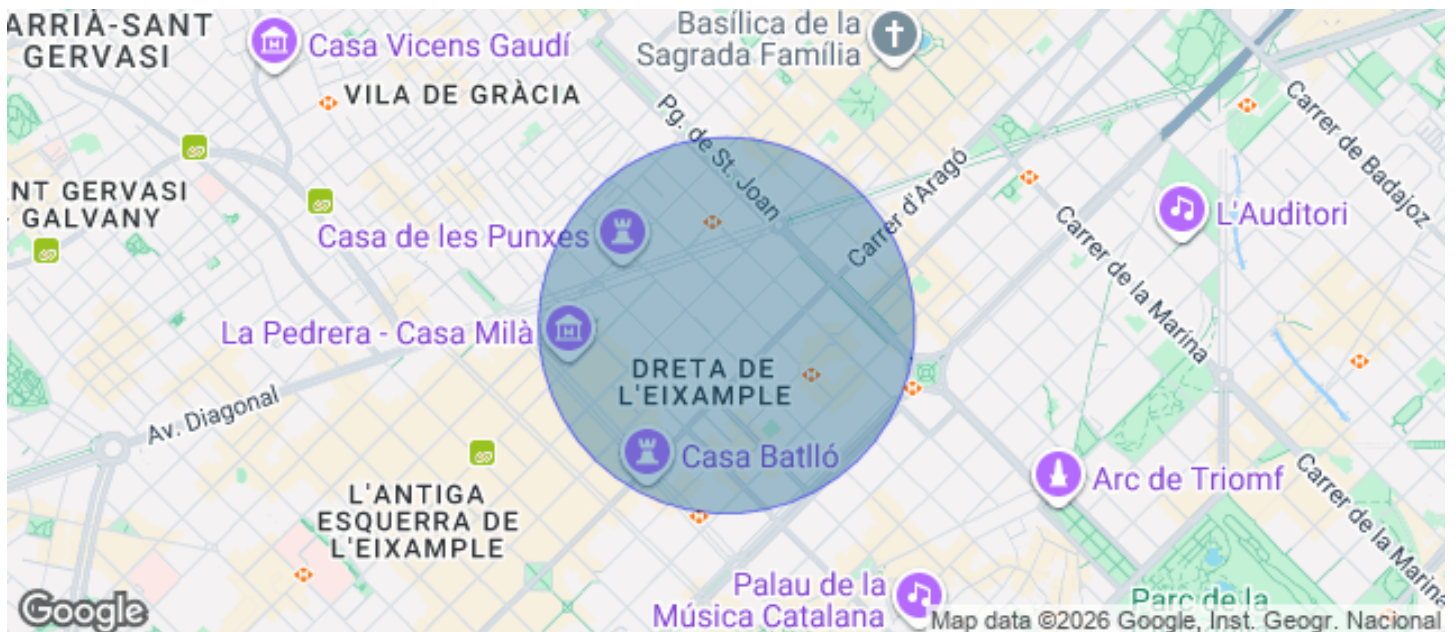 ARRIÀ-SANT
GERVASI
Casa Vicens Gaudí
VILA DE GRÀCIA
Basílica de la
Sagrada Família
Pg. de St. Joan
Carrer de Badajoz
NT GERVASI
- GALVANY
Casa de les Punxes
Carrer d'Aragó
L'Auditori
Carrer de la Marina
La Pedrera - Casa Milà
DRETA DE
L'EIXAMPLE
Av. Diagonal
Casa Batlló
Arc de Triomf
L'ANTIGA
ESQUERRA DE
L'EIXAMPLE
Carrer de la Marina
Palau de la
Música Catalana
Parc de la
Google
Map data ©2026 Google, Inst. Geogr. Nacional